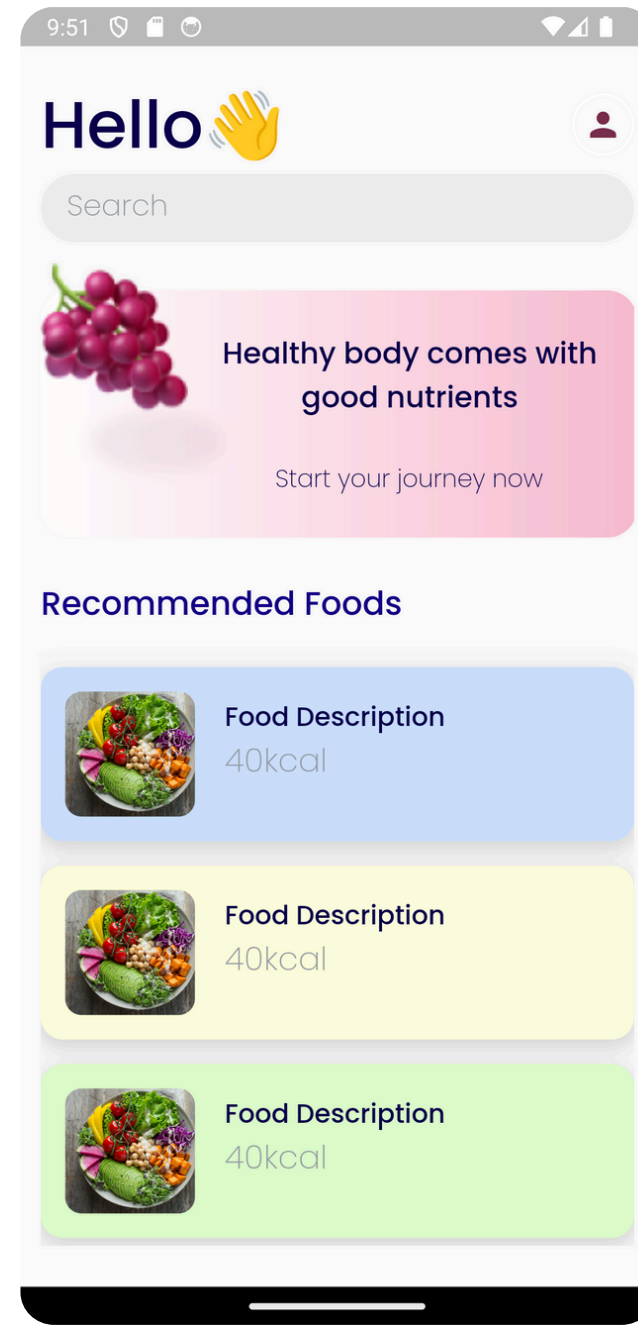 9:51
Hello👋
Search
Healthy body comes with
good nutrients
Start your journey now
Recommended Foods
Food Description
40kcal
Food Description
40kcal
Food Description
40kcal